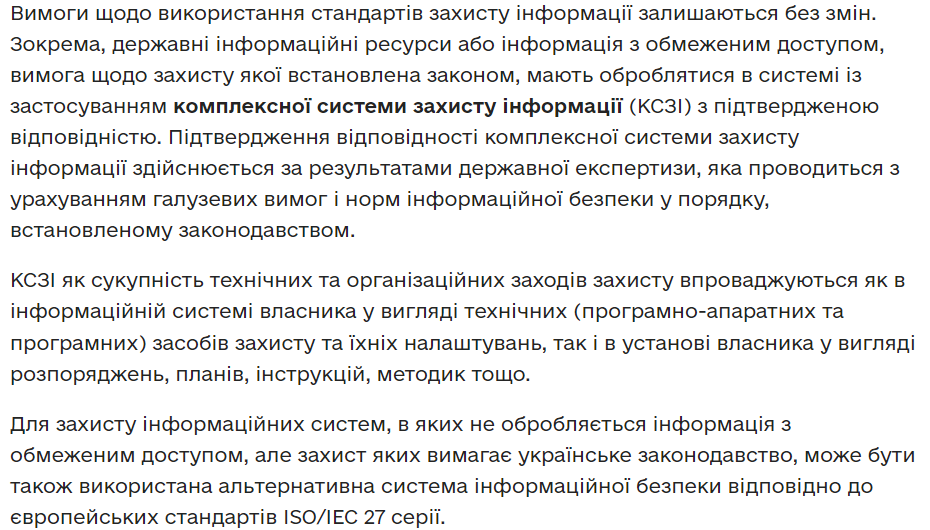 Вимоги щодо використання стандартів захисту інформації залишаються без змін.
Зокрема, державні інформаційні ресурси або інформація з обмеженим доступом,
вимога щодо захисту якої встановлена законом, мають оброблятися в системі із
застосуванням комплексної системи захисту інформації (КСЗІ) з підтвердженою
відповідністю. Підтвердження відповідності комплексної системи захисту
інформації здійснюється за результатами державної експертизи, яка проводиться з
урахуванням галузевих вимог і норм інформаційної безпеки у порядку,
встановленому законодавством.
КСЗІ як сукупність технічних та організаційних заходів захисту впроваджуються як в
інформаційній системі власника у вигляді технічних (програмно-апаратних та
програмних) засобів захисту та їхніх налаштувань, так і в установі власника у вигляді
розпоряджень, планів, інструкцій, методик тощо.
Для захисту інформаційних систем, в яких не обробляється інформація з
обмеженим доступом, але захист яких вимагає українське законодавство, може бути
також використана альтернативна система інформаційної безпеки відповідно до
європейських стандартів ISO/IEC 27 серії.